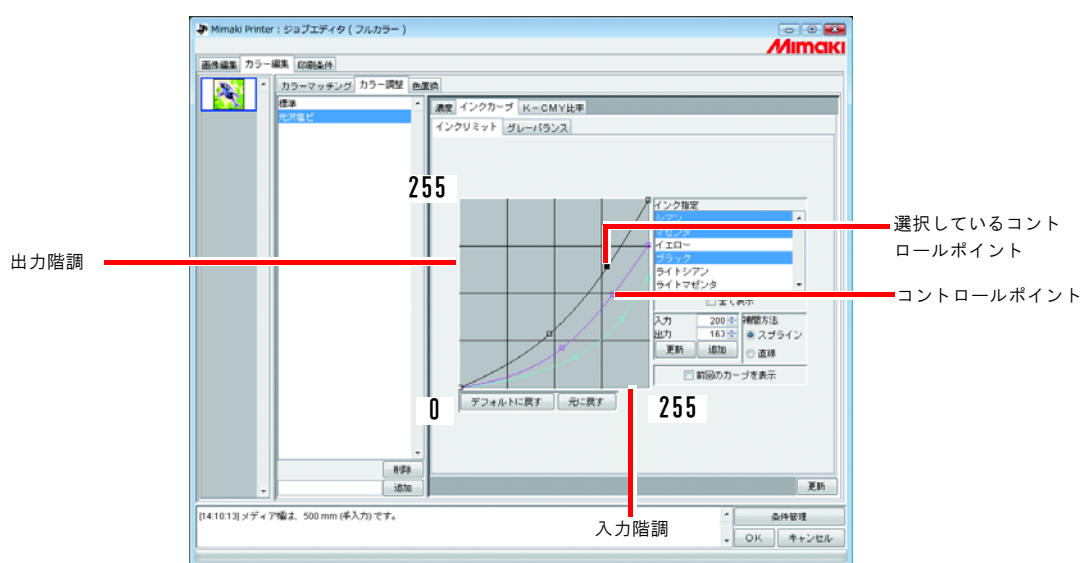 Mimaki Printer : ジョブエディタ ( フルカラー )
Mimaki
画像編集 カラー編集 印刷条件
カラーマッチング カラー調整 色置換
標準
光沢塩ビ
濃度 インクカーブ K-CMY比率
インクリミット グレーバランス
255
インク指定
シアン
マゼンタ
イエロー
ブラック
ライトシアン
ライトマゼンタ
全て表示
選択しているコント
ロールポイント
出力階調
コントロールポイント
入力 200
出力 163
更新 追加
補間方法
スプライン
直線
前回のカーブを表示
デフォルトに戻す 元に戻す
0
255
削除
追加
更新
[14:10:13] メディア幅は、500 mm (手入力) です。
入力階調
条件管理
OK キャンセル